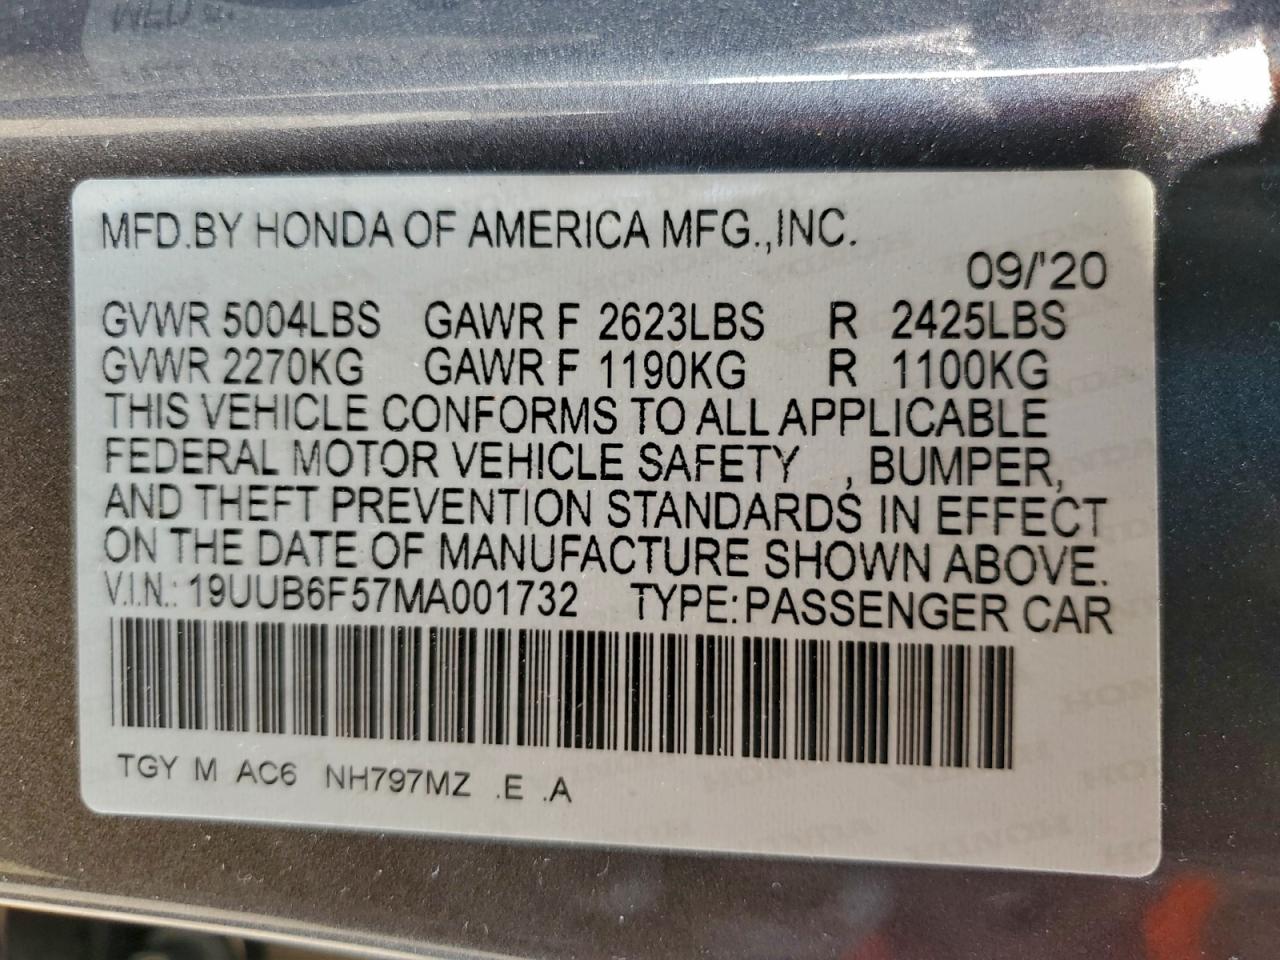 MFD.BY HONDA OF AMERICA MFG.,INC.
09/'20
GVWR 5004LBS GAWR F 2623LBS R 2425LBS
GVWR 2270KG GAWR F 1190KG R 1100KG
THIS VEHICLE CONFORMS TO ALL APPLICABLE
FEDERAL MOTOR VEHICLE SAFETY , BUMPER,
AND THEFT PREVENTION STANDARDS IN EFFECT
ON THE DATE OF MANUFACTURE SHOWN ABOVE.
V.I.N.: 19UUB6F57MA001732 TYPE:PASSENGER CAR
TGY M AC6 NH797MZ .E .A